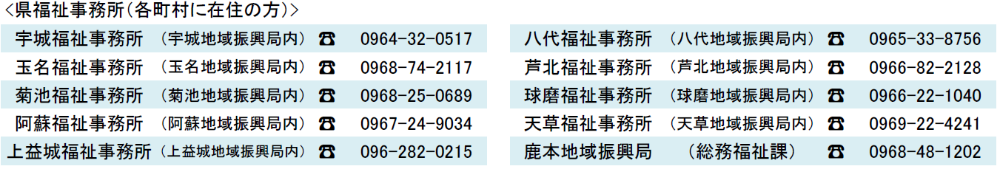 <県福祉事務所（各町村に在住の方）>
宇城福祉事務所 （宇城地域振興局内） ☎ 0964-32-0517
玉名福祉事務所 （玉名地域振興局内） ☎ 0968-74-2117
菊池福祉事務所 （菊池地域振興局内） ☎ 0968-25-0689
阿蘇福祉事務所 （阿蘇地域振興局内） ☎ 0967-24-9034
上益城福祉事務所 （上益城地域振興局内） ☎ 096-282-0215
八代福祉事務所 （八代地域振興局内） ☎ 0965-33-8756
芦北福祉事務所 （芦北地域振興局内） ☎ 0966-82-2128
球磨福祉事務所 （球磨地域振興局内） ☎ 0966-22-1040
天草福祉事務所 （天草地域振興局内） ☎ 0969-22-4241
鹿本地域振興局 （総務福祉課） ☎ 0968-48-1202